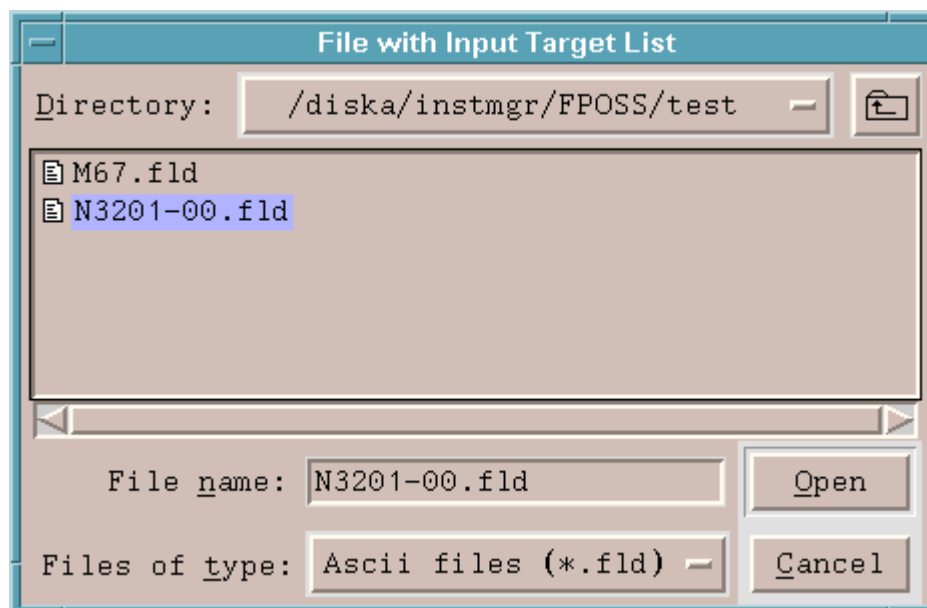 File with Input Target List
Directory: /diska/instmgr/FPOSS/test
M67.fld
N3201-00.fld
File name: N3201-00.fld Open
Files of type: Ascii files (*.fld) Cancel